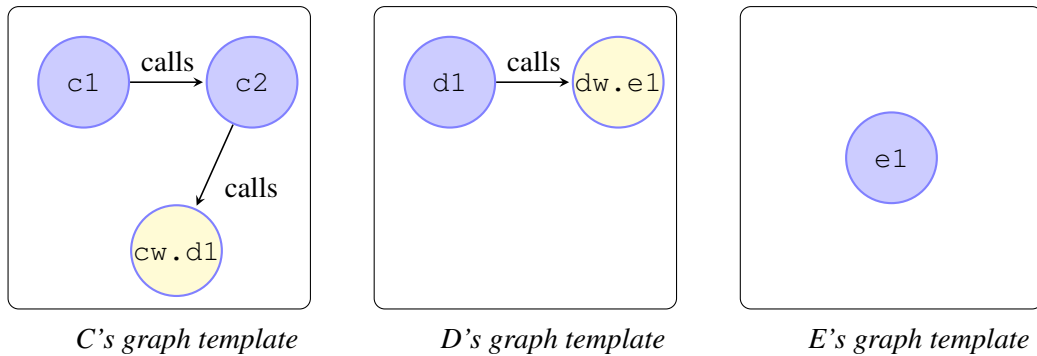 c1
calls
c2
calls
cw.d1
C's graph template
d1
calls
dw.e1
D's graph template
e1
E's graph template